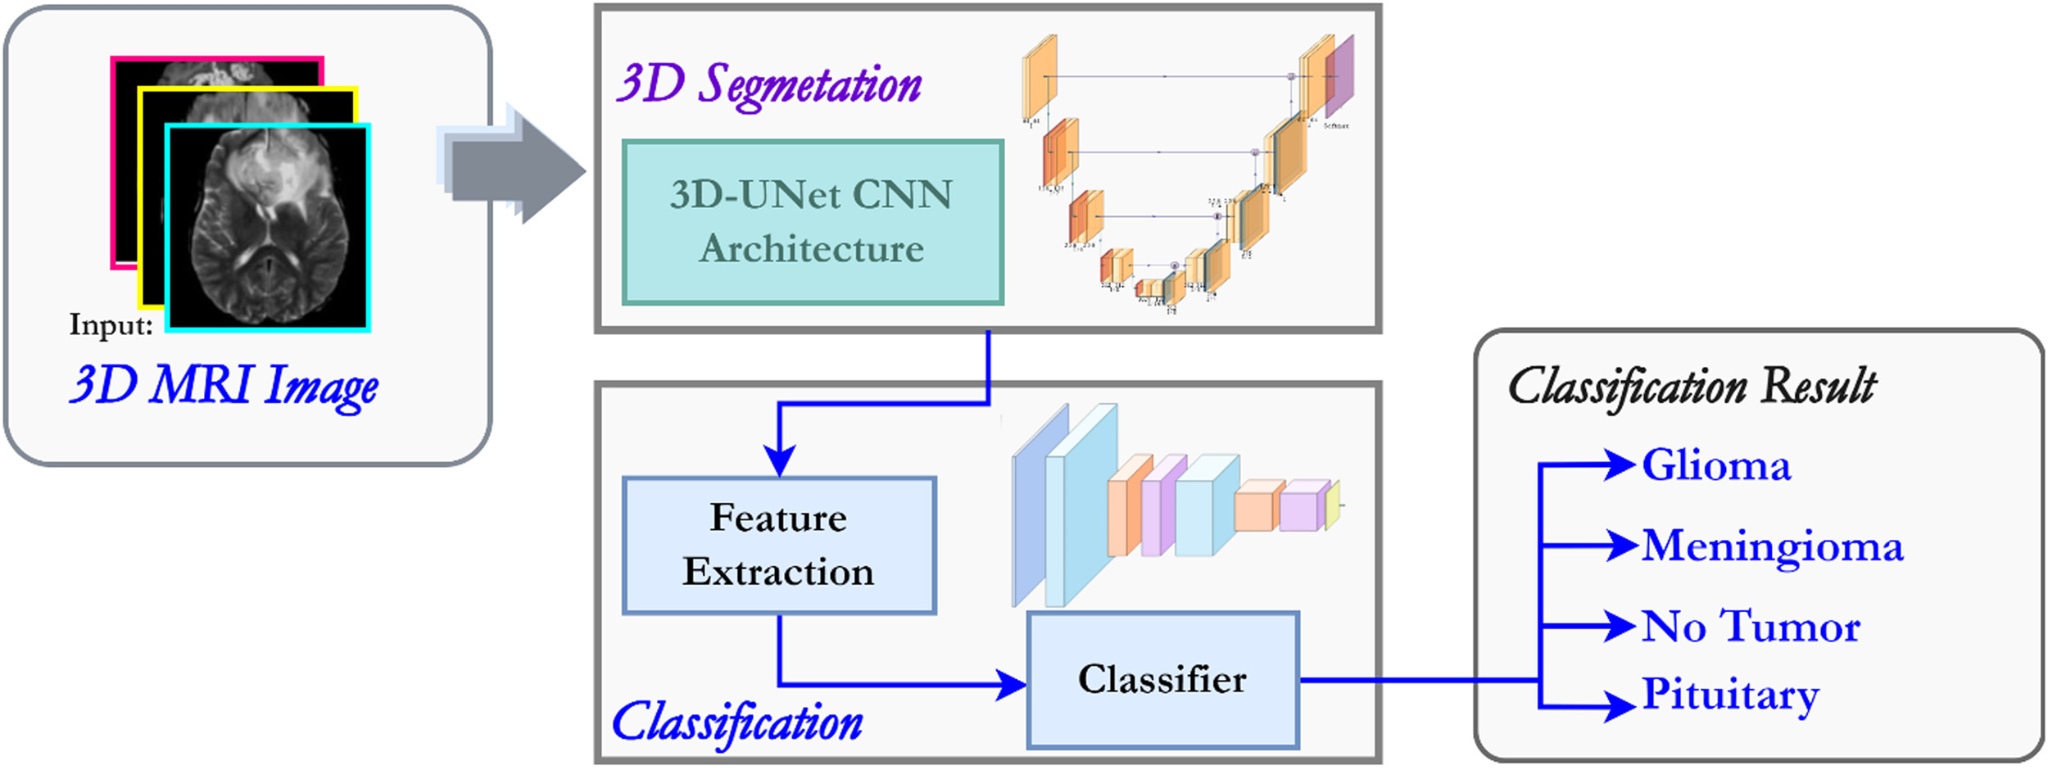 Input:
3D MRI Image
3D Segmetation
3D-UNet CNN
Architecture
Softmax
Feature
Extraction
Classifier
Classification
Classification Result
Glioma
Meningioma
No Tumor
Pituitary